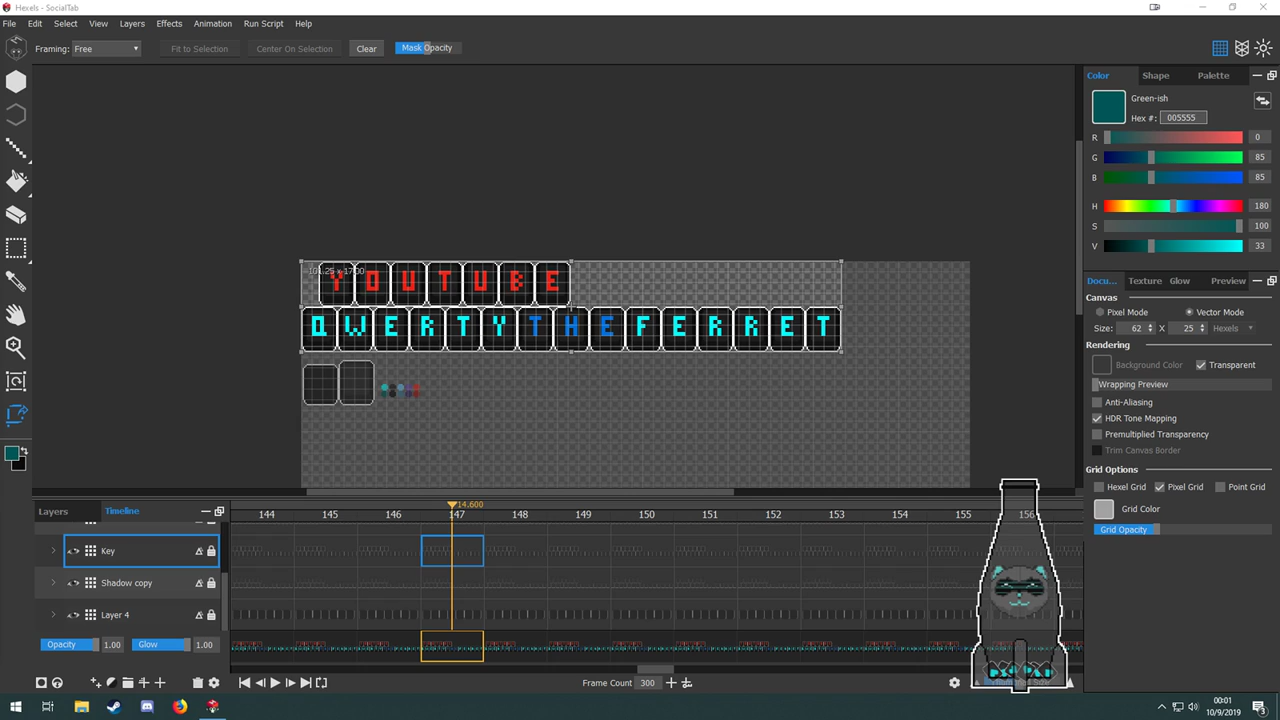 Hexels - SocialTab
File Edit Select View Layers Effects Animation Run Script Help
Framing: Free Fit to Selection Center On Selection Clear Mask Opacity
Color Shape Palette
Green-ish
Hex #: 005555
R 0
G 85
B 85
H 180
S 100
V 33
YOUTUBE
QWERTYTHEFERRET
Docu... Texture Glow Preview
Canvas
Pixel Mode Vector Mode
Size: 62 X 25 Hexels
Rendering
Background Color Transparent
Wrapping Preview
Anti-Aliasing
HDR Tone Mapping
Premultiplied Transparency
Trim Canvas Border
Grid Options
Hexel Grid Pixel Grid Point Grid
Grid Color
Grid Opacity
Layers Timeline
14.600
144 145 146 147 148 149 150 151 152 153 154 155 156
Key
Shadow copy
Layer 4
Opacity 1.00 Glow 1.00
Frame Count 300
00:01
10/9/2019
3